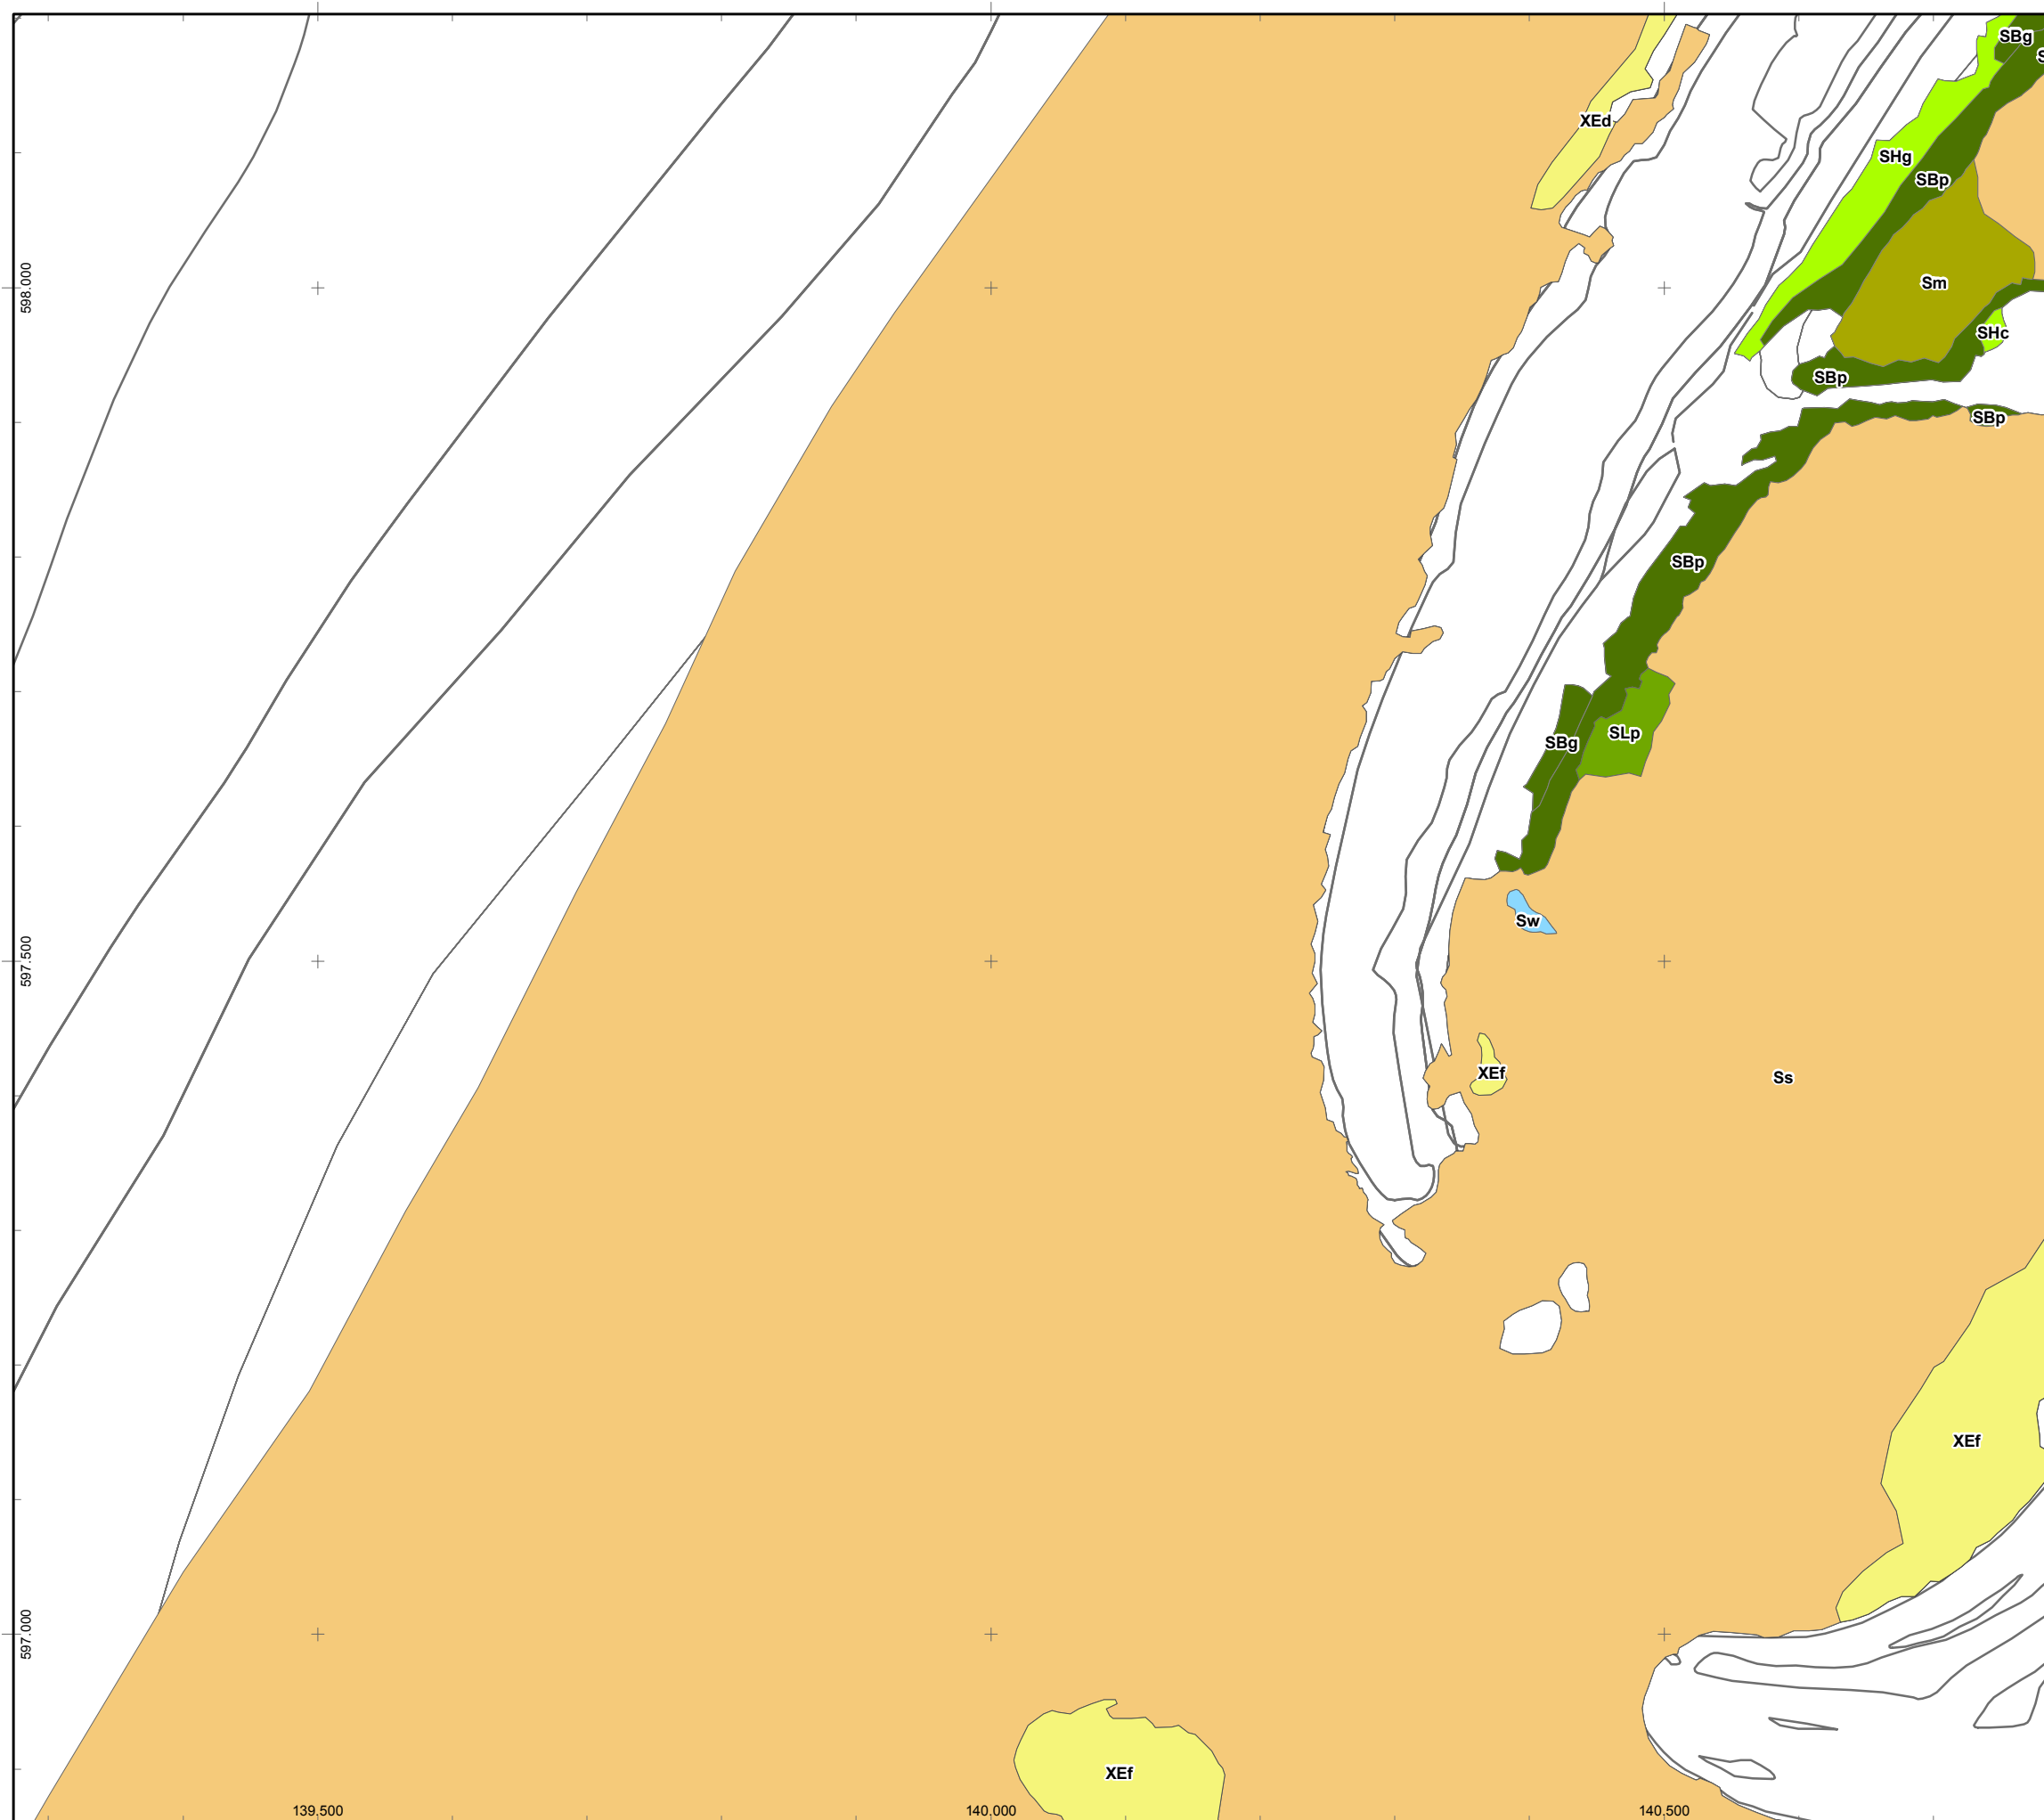 SBg
S
XEd
SHg
SBp
598.000
Sm
SHc
SBp
SBp
SBp
SLp
SBg
Sw
597.500
XEf
Ss
XEf
597.000
XEf
139.500
140.000
140.500